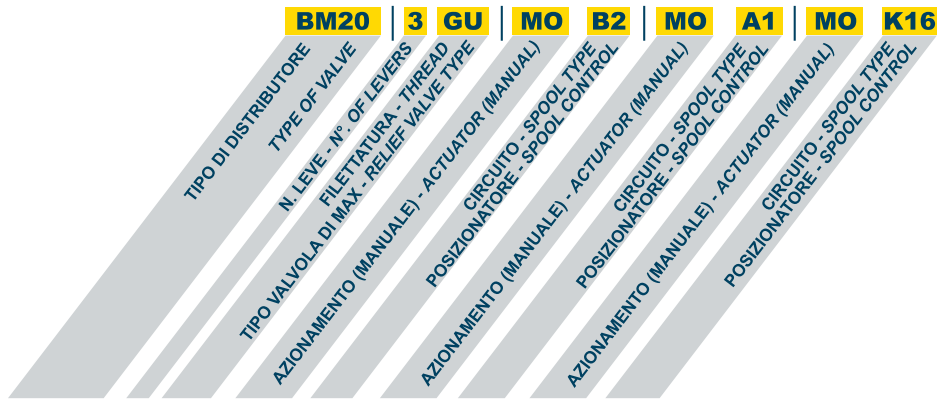 BM20 | 3 GU | MO B2 | MO A1 | MO K16
TIPO DI DISTRIBUTORE
TYPE OF VALVE
N. LEVE - N°. OF LEVERS
FILETTATURA - THREAD
TIPO VALVOLA DI MAX - RELIEF VALVE TYPE
AZIONAMENTO (MANUALE) - ACTUATOR (MANUAL)
CIRCUITO - SPOOL TYPE
POSIZIONATORE - SPOOL CONTROL
AZIONAMENTO (MANUALE) - ACTUATOR (MANUAL)
CIRCUITO - SPOOL TYPE
POSIZIONATORE - SPOOL CONTROL
AZIONAMENTO (MANUALE) - ACTUATOR (MANUAL)
CIRCUITO - SPOOL TYPE
POSIZIONATORE - SPOOL CONTROL